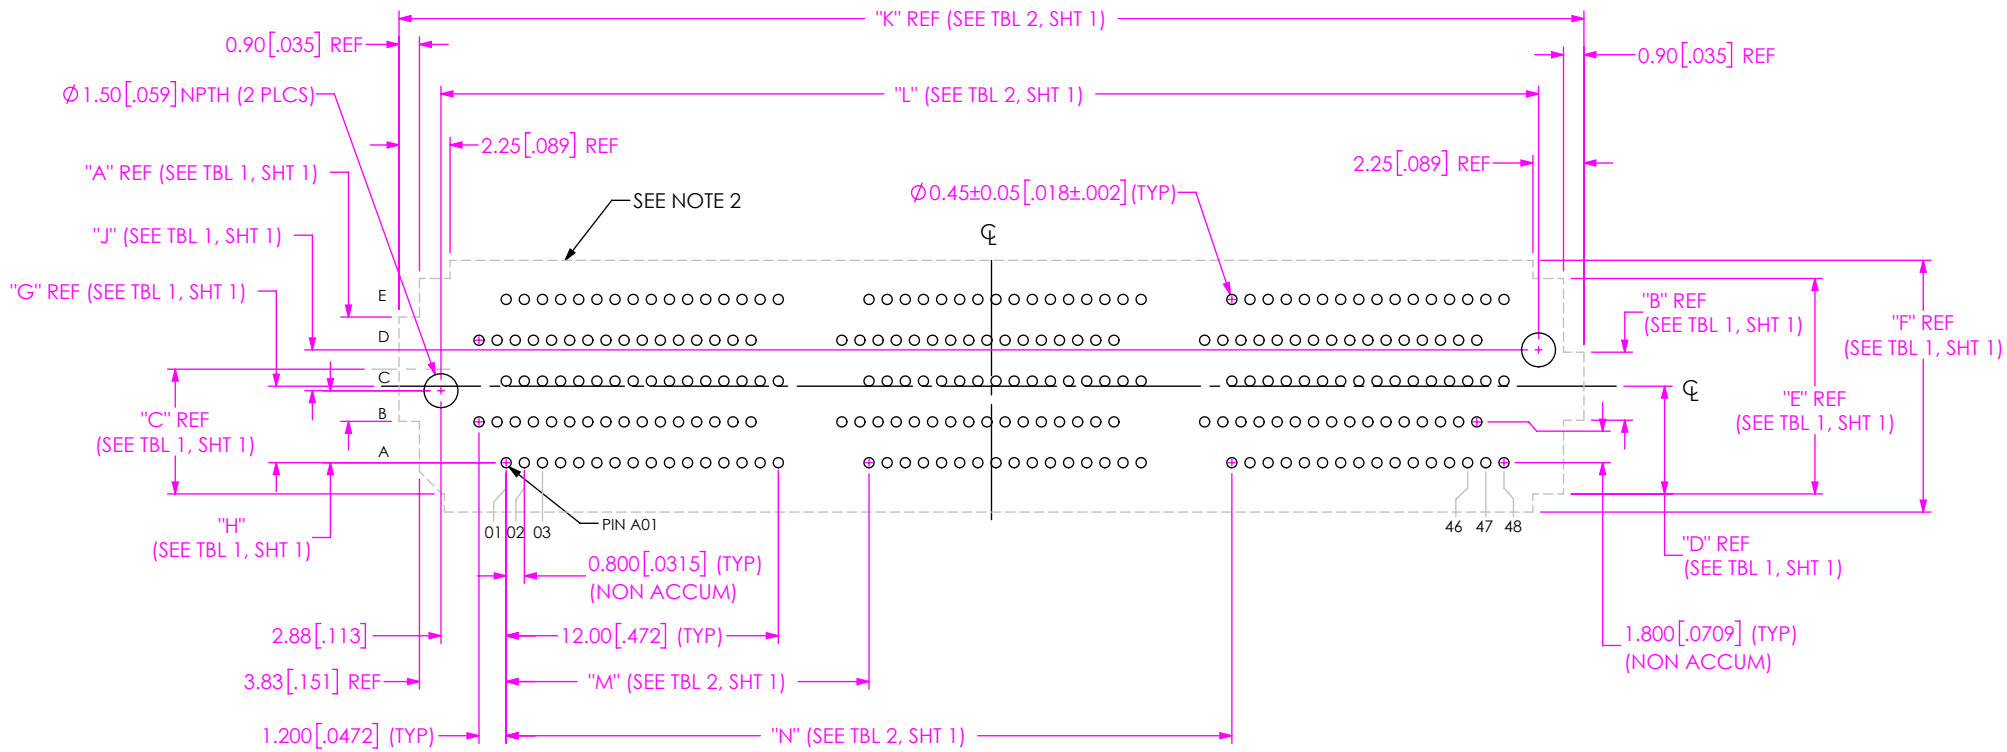 "K" REF (SEE TBL 2, SHT 1)
0.90[.035] REF
0.90[.035] REF
Ø1.50[.059]NPTH (2 PLCS)
"L" (SEE TBL 2, SHT 1)
2.25[.089] REF
2.25[.089] REF
"A" REF (SEE TBL 1, SHT 1)
SEE NOTE 2
Ø0.45±0.05[.018±.002](TYP)
"J" (SEE TBL 1, SHT 1)
℄
"G" REF (SEE TBL 1, SHT 1)
E
D
C
B
A
"B" REF
(SEE TBL 1, SHT 1)
"F" REF
(SEE TBL 1, SHT 1)
℄
"C" REF
(SEE TBL 1, SHT 1)
"E" REF
(SEE TBL 1, SHT 1)
"H"
(SEE TBL 1, SHT 1)
01 02 03
PIN A01
46 47 48
"D" REF
(SEE TBL 1, SHT 1)
0.800[.0315] (TYP)
(NON ACCUM)
2.88[.113]
12.00[.472] (TYP)
1.800[.0709] (TYP)
(NON ACCUM)
3.83[.151] REF
"M" (SEE TBL 2, SHT 1)
1.200[.0472] (TYP)
"N" (SEE TBL 2, SHT 1)